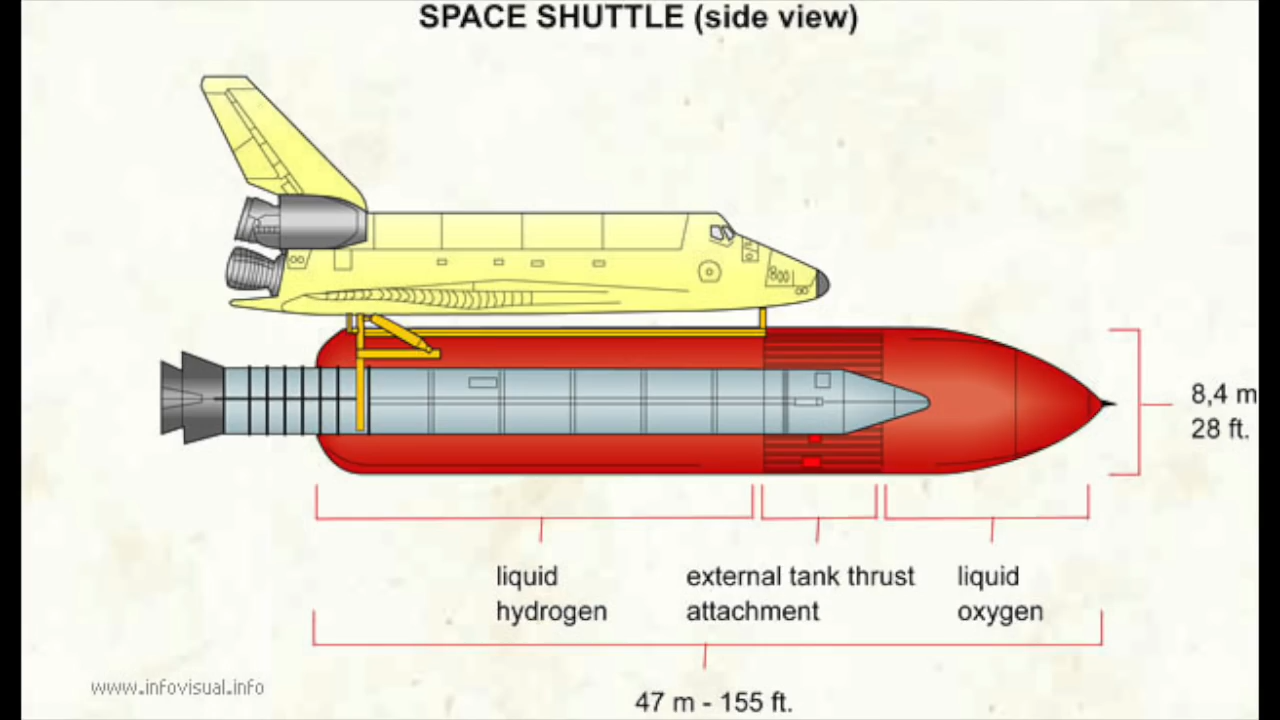 SPACE SHUTTLE (side view)
8,4 m
28 ft.
liquid
hydrogen
external tank thrust
attachment
liquid
oxygen
47 m - 155 ft.
www.infovisual.info